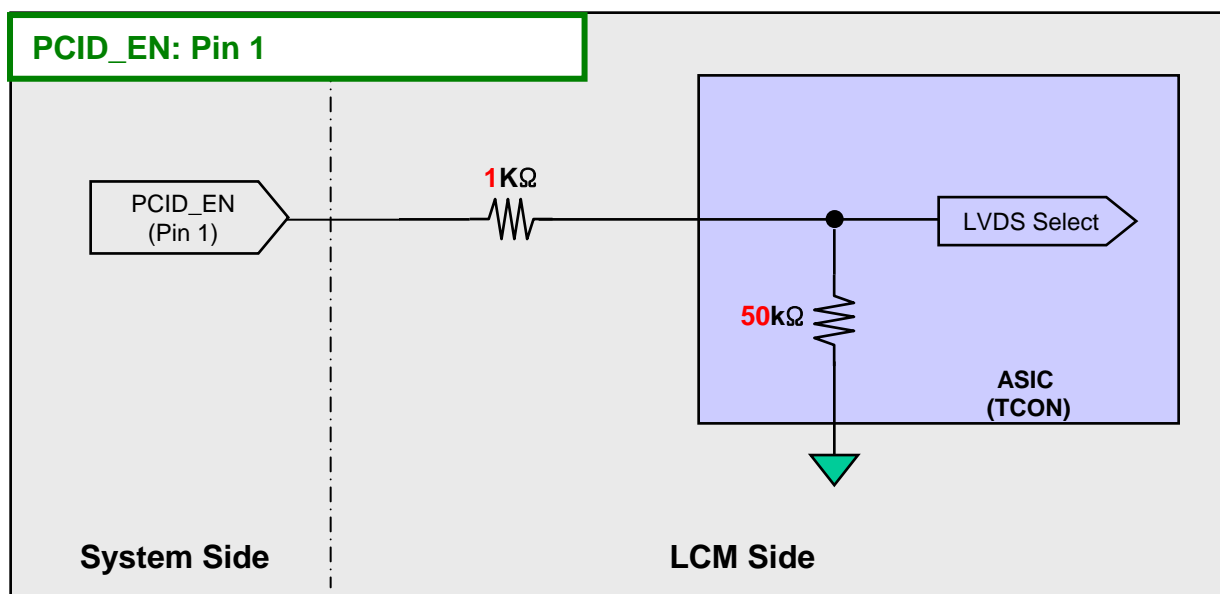 PCID_EN: Pin 1
1KΩ
PCID_EN
(Pin 1)
LVDS Select
50kΩ
ASIC
(TCON)
System Side
LCM Side